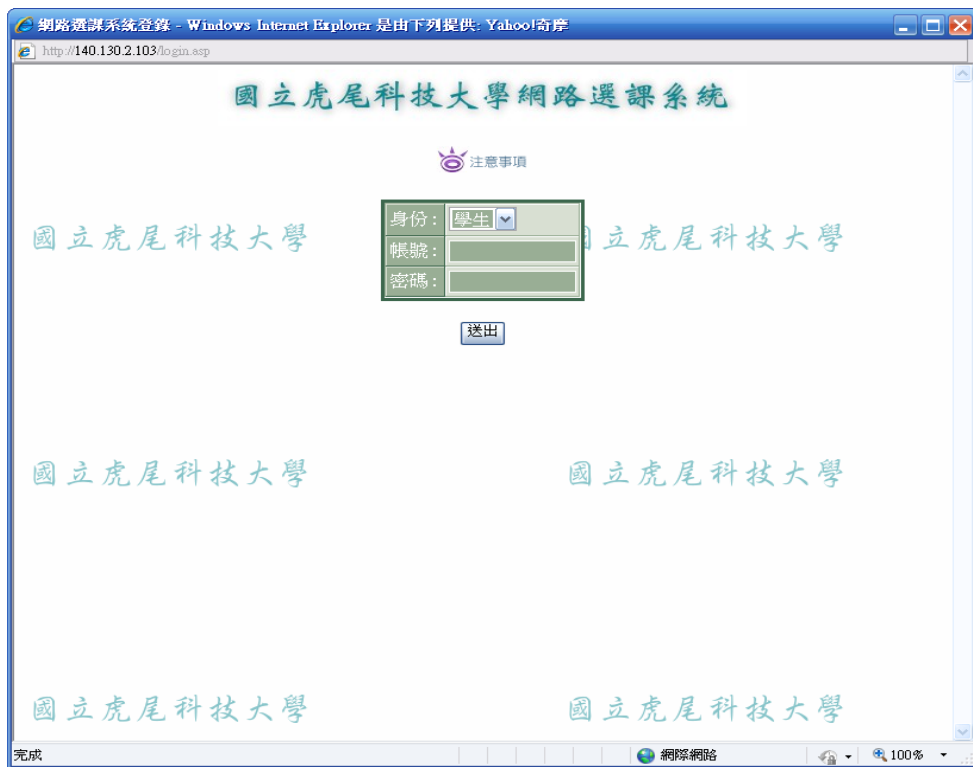 網路選課系統登錄 - Windows Internet Explorer 是由下列提供: Yahoo!奇摩
http://140.130.2.103/login.asp
國立虎尾科技大學網路選課系統
注意事項
身份: 學生
國立虎尾科技大學 立虎尾科技大學
帳號:
密碼:
送出
國立虎尾科技大學 國立虎尾科技大學
國立虎尾科技大學 國立虎尾科技大學
完成 網際網路 100%